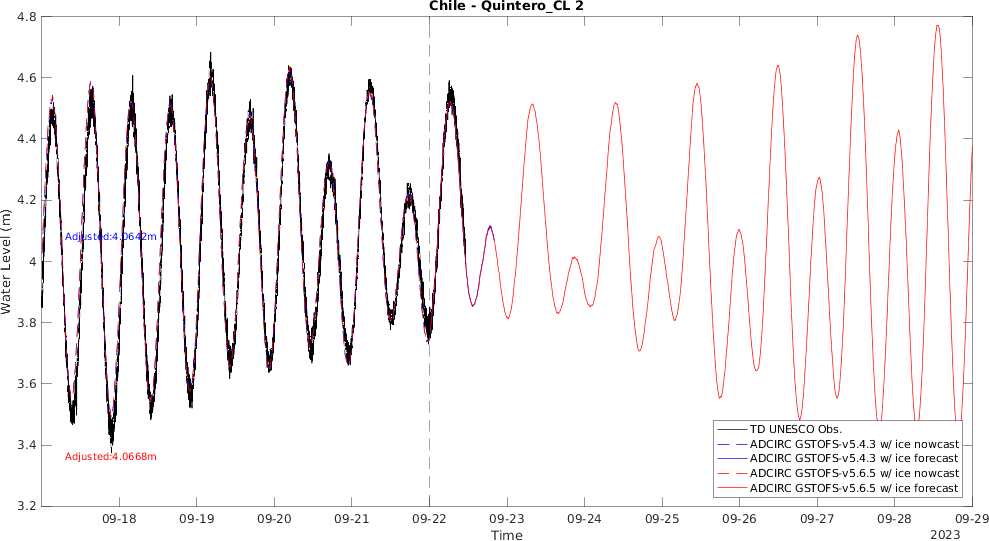 Chile - Quintero_CL 2
4.8
4.6
4.4
4.2
4
3.8
3.6
3.4
3.2
Water Level (m)
Adjusted:4.0642m
Adjusted:4.0668m
TD UNESCO Obs.
ADCIRC GSTOFS-v5.4.3 w/ ice nowcast
ADCIRC GSTOFS-v5.4.3 w/ ice forecast
ADCIRC GSTOFS-v5.6.5 w/ ice nowcast
ADCIRC GSTOFS-v5.6.5 w/ ice forecast
09-18 09-19 09-20 09-21 09-22 09-23 09-24 09-25 09-26 09-27 09-28 09-29
Time
2023